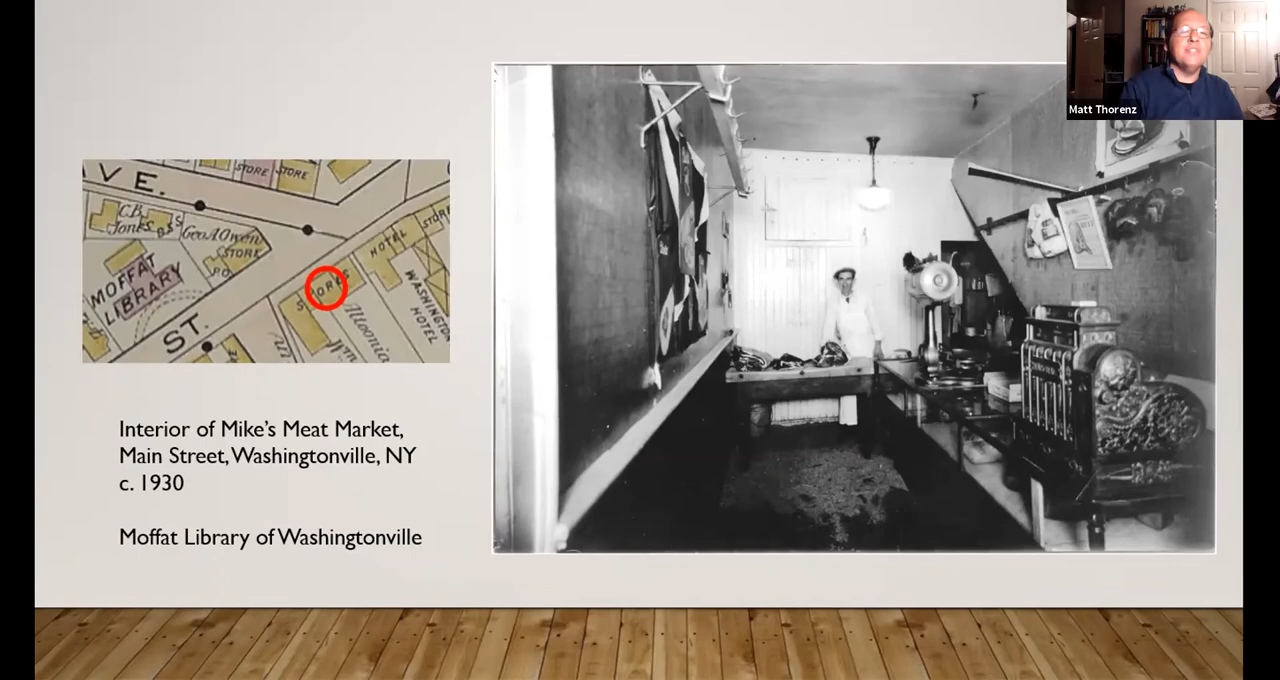 Matt Thorenz
VE.
STORE
STORE
STORE
HOTEL
WASHINGTON
HOTEL
C.B.
Jones
Geo A Owen
STORE
MOFFAT
LIBRARY
ST.
STORES
Interior of Mike's Meat Market,
Main Street, Washingtonville, NY
c. 1930
Moffat Library of Washingtonville